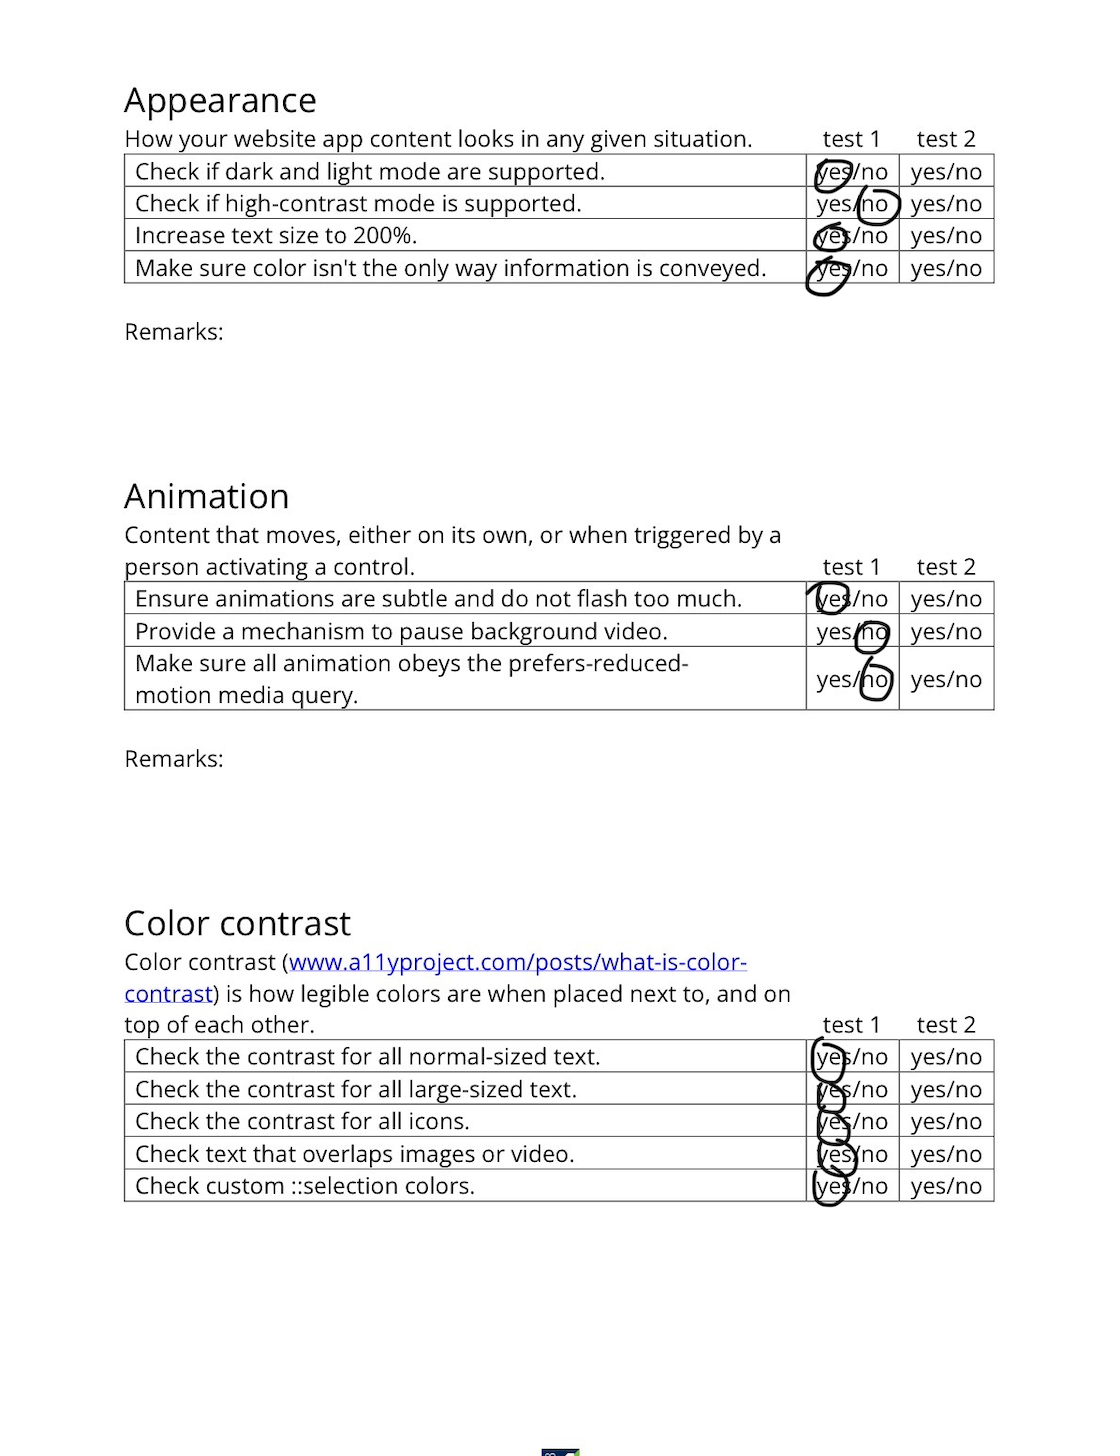 Appearance
How your website app content looks in any given situation. test 1 test 2
Check if dark and light mode are supported. yes/no yes/no
Check if high-contrast mode is supported. yes/no yes/no
Increase text size to 200%. yes/no yes/no
Make sure color isn't the only way information is conveyed. yes/no yes/no
Remarks:
Animation
Content that moves, either on its own, or when triggered by a
person activating a control. test 1 test 2
Ensure animations are subtle and do not flash too much. yes/no yes/no
Provide a mechanism to pause background video. yes/no yes/no
Make sure all animation obeys the prefers-reduced-
motion media query. yes/no yes/no
Remarks:
Color contrast
Color contrast (www.a11yproject.com/posts/what-is-color-
contrast) is how legible colors are when placed next to, and on
top of each other. test 1 test 2
Check the contrast for all normal-sized text. yes/no yes/no
Check the contrast for all large-sized text. yes/no yes/no
Check the contrast for all icons. yes/no yes/no
Check text that overlaps images or video. yes/no yes/no
Check custom ::selection colors. yes/no yes/no